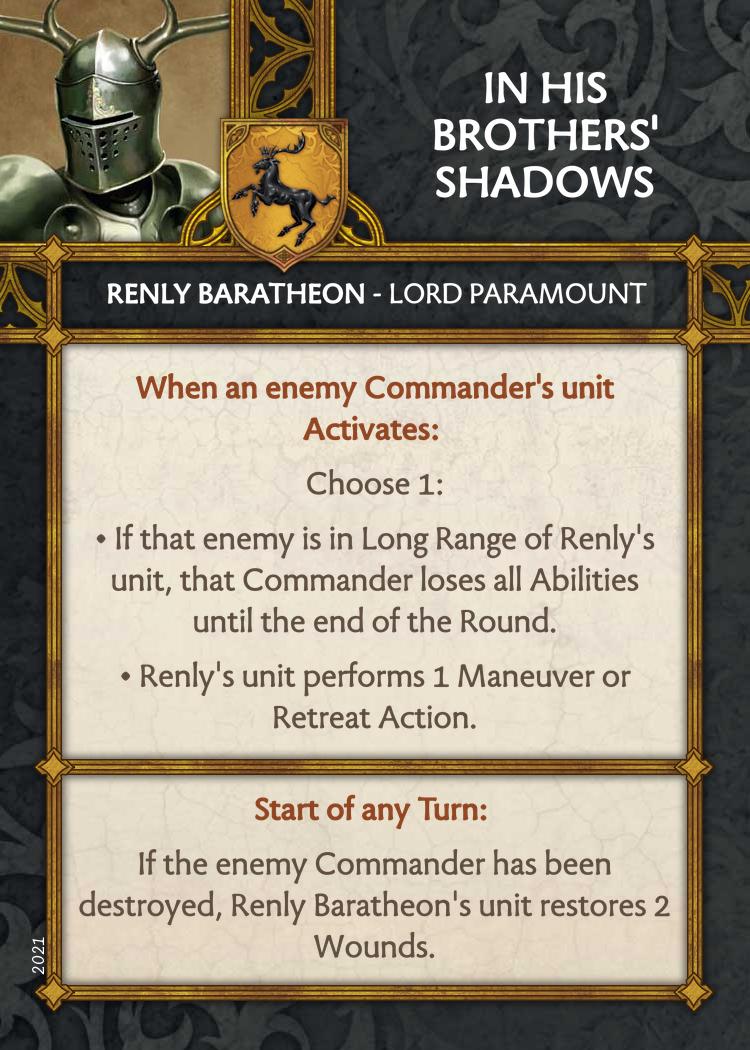 IN HIS
BROTHERS'
SHADOWS
RENLY BARATHEON - LORD PARAMOUNT
When an enemy Commander's unit
Activates:
Choose 1:
• If that enemy is in Long Range of Renly's
unit, that Commander loses all Abilities
until the end of the Round.
• Renly's unit performs 1 Maneuver or
Retreat Action.
Start of any Turn:
If the enemy Commander has been
destroyed, Renly Baratheon's unit restores 2
Wounds.
2021